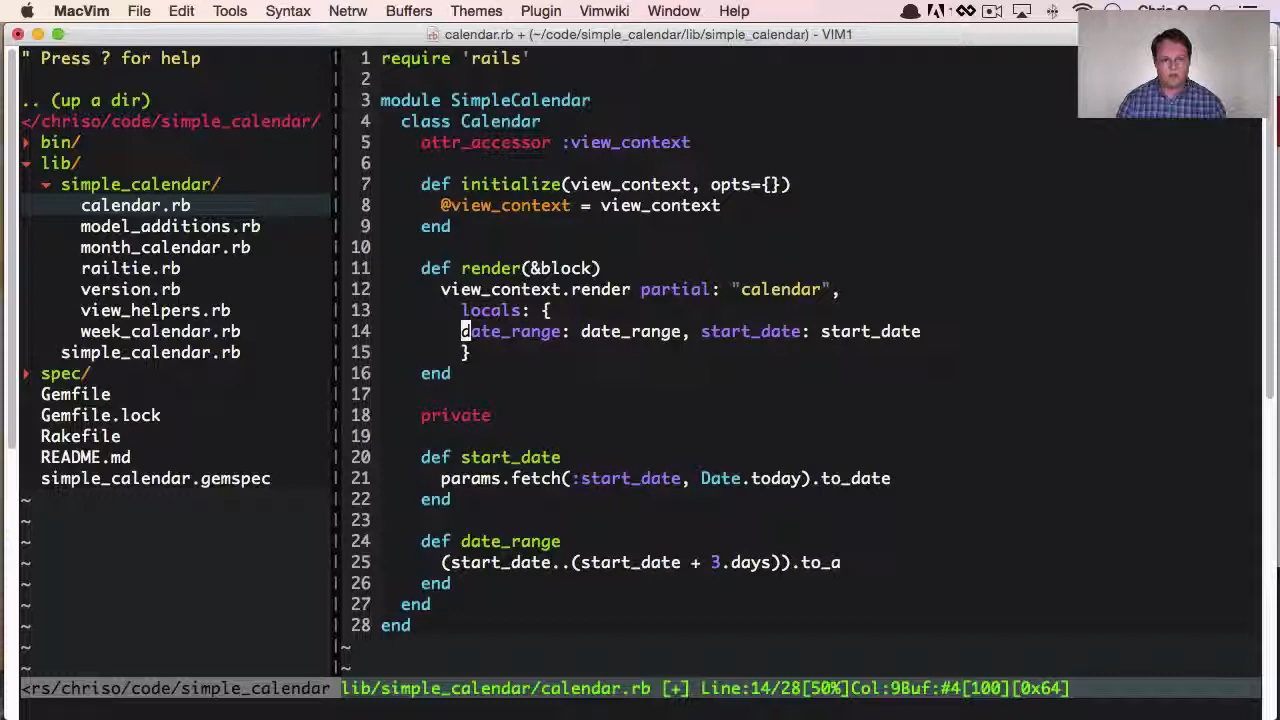 MacVim File Edit Tools Syntax Netrw Buffers Themes Plugin Vimwiki Window Help
calendar.rb + (~/code/simple_calendar/lib/simple_calendar) - VIM1
" Press ? for help
.. (up a dir)
</chriso/code/simple_calendar/
bin/
lib/
simple_calendar/
calendar.rb
model_additions.rb
month_calendar.rb
railtie.rb
version.rb
view_helpers.rb
week_calendar.rb
simple_calendar.rb
spec/
Gemfile
Gemfile.lock
Rakefile
README.md
simple_calendar.gemspec
~
~
~
~
~
~
~
~
~
<rs/chriso/code/simple_calendar
1 require 'rails'
2
3 module SimpleCalendar
4 class Calendar
5 attr_accessor :view_context
6
7 def initialize(view_context, opts={})
8 @view_context = view_context
9 end
10
11 def render(&block)
12 view_context.render partial: "calendar",
13 locals: {
14 date_range: date_range, start_date: start_date
15 }
16 end
17
18 private
19
20 def start_date
21 params.fetch(:start_date, Date.today).to_date
22 end
23
24 def date_range
25 (start_date..(start_date + 3.days)).to_a
26 end
27 end
28 end
~
~
lib/simple_calendar/calendar.rb [+] Line:14/28[50%]Col:9Buf:#4[100][0x64]